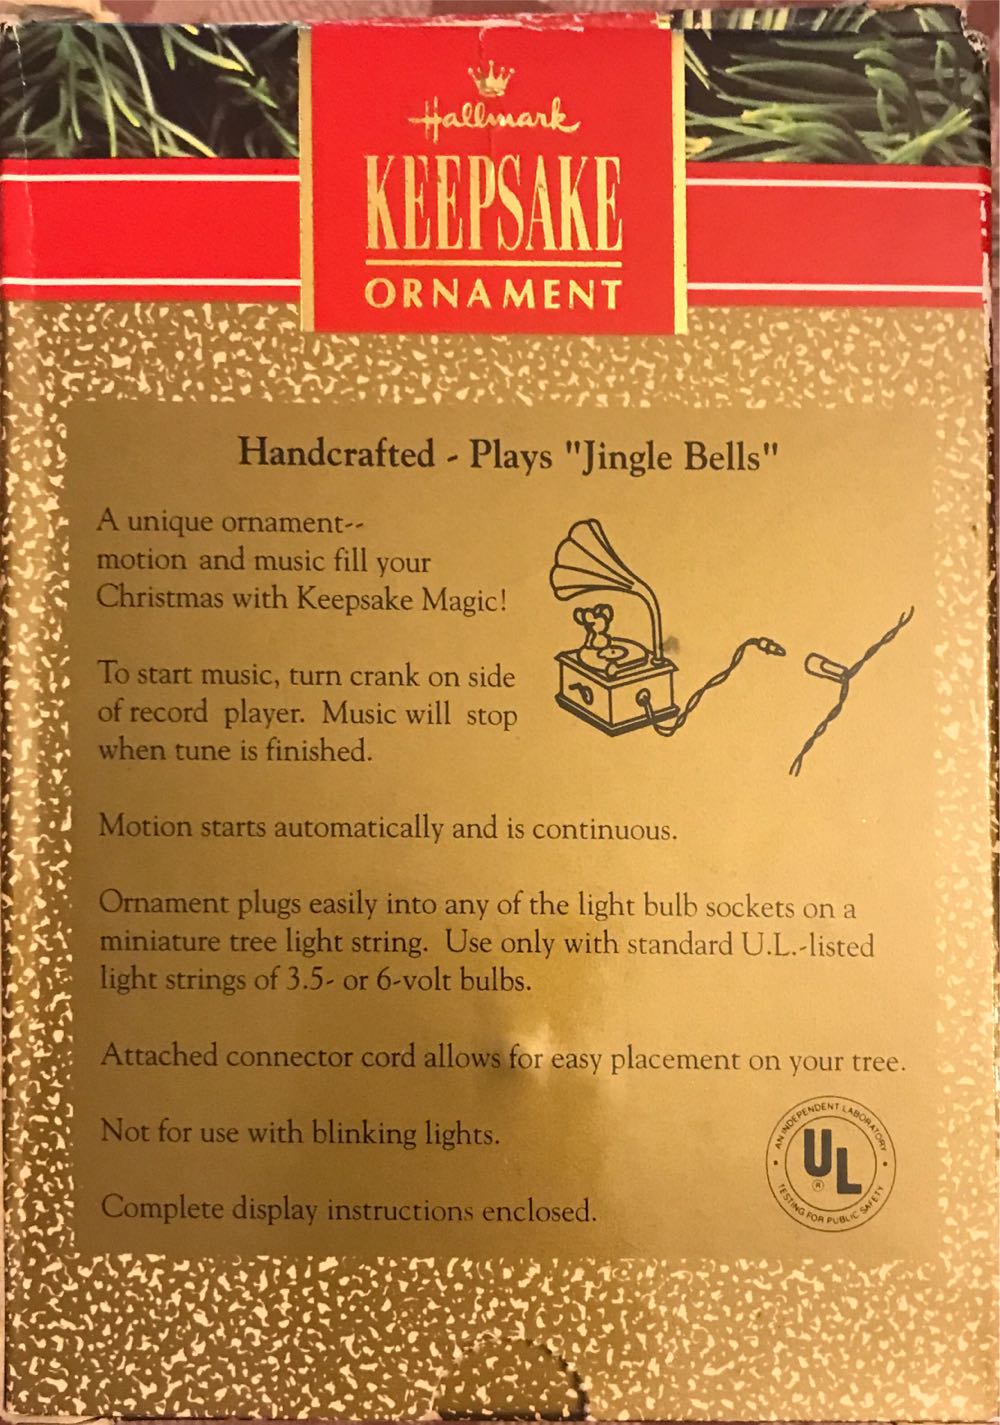 Hallmark
KEEPSAKE
ORNAMENT
Handcrafted - Plays "Jingle Bells"
A unique ornament--
motion and music fill your
Christmas with Keepsake Magic!
To start music, turn crank on side
of record player. Music will stop
when tune is finished.
Motion starts automatically and is continuous.
Ornament plugs easily into any of the light bulb sockets on a
miniature tree light string. Use only with standard U.L.-listed
light strings of 3.5- or 6-volt bulbs.
Attached connector cord allows for easy placement on your tree.
Not for use with blinking lights.
Complete display instructions enclosed.
AN INDEPENDENT LABORATORY
UL
®
TESTING FOR PUBLIC SAFETY